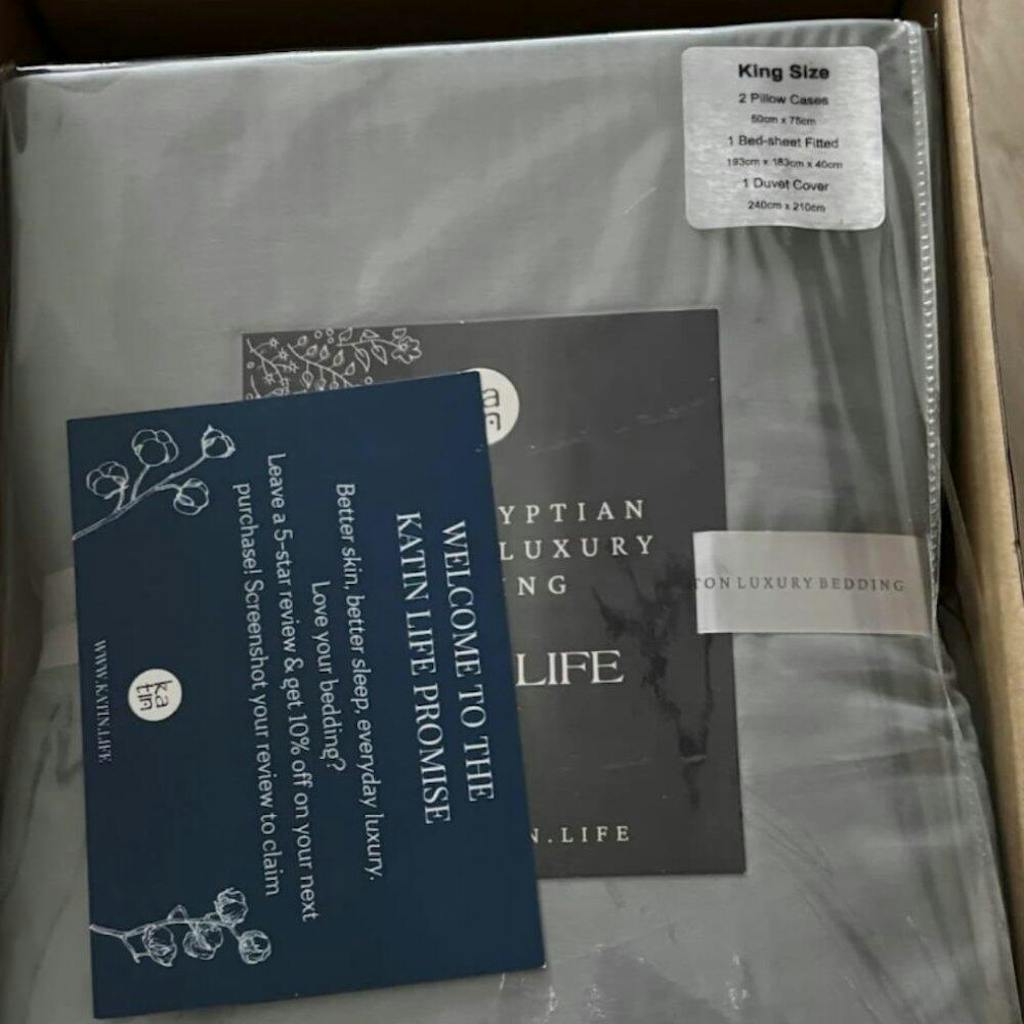 King Size
2 Pillow Cases
50cm x 75cm
1 Bed-sheet Fitted
193cm x 183cm x 40cm
1 Duvet Cover
240cm x 210cm
YPTIAN
LUXURY
NG
LIFE
N.LIFE
TON LUXURY BEDDING
WELCOME TO THE
KATIN LIFE PROMISE
Better skin, better sleep, everyday luxury.
Love your bedding?
Leave a 5-star review & get 10% off on your next
purchase! Screenshot your review to claim
ka
tin
WWW.KATIN.LIFE